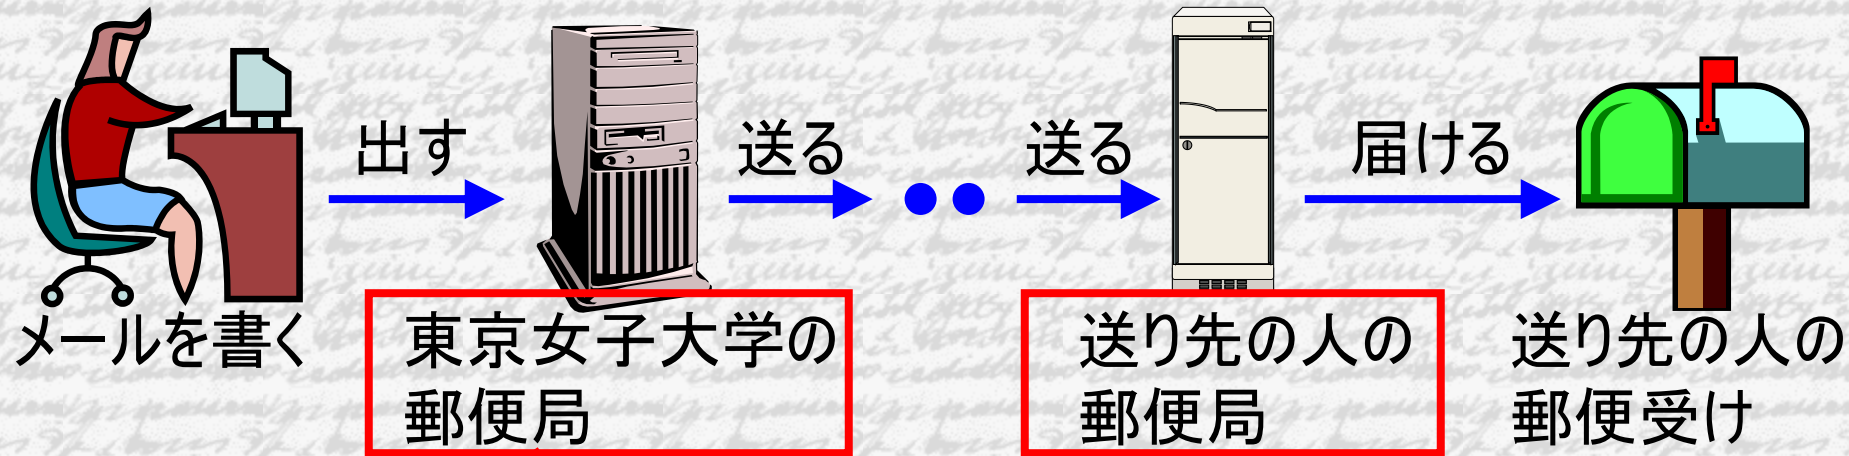 出す
送る
送る
届ける
メールを書く
東京女子大学の
郵便局
送り先の人の
郵便局
送り先の人の
郵便受け